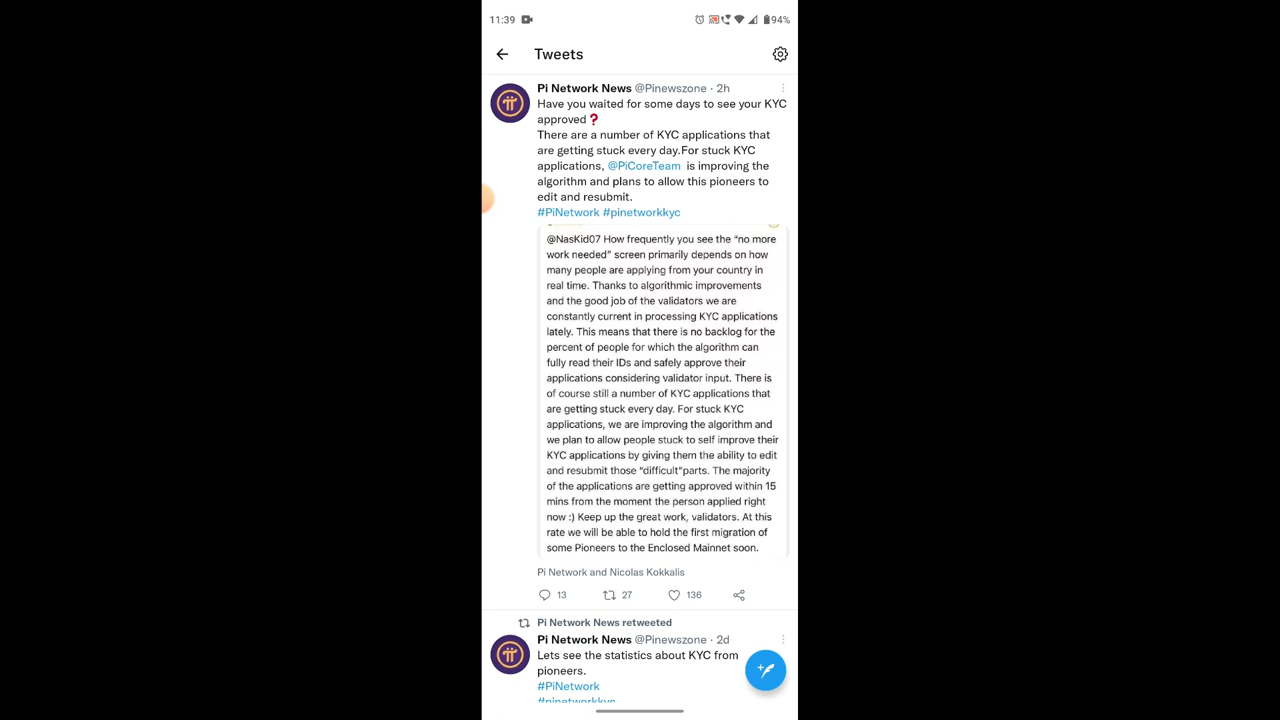 11:39
94%
Tweets
Pi Network News @Pinewszone · 2h
Have you waited for some days to see your KYC
approved❓
There are a number of KYC applications that
are getting stuck every day.For stuck KYC
applications, @PiCoreTeam is improving the
algorithm and plans to allow this pioneers to
edit and resubmit.
#PiNetwork #pinetworkkyc
@NasKid07 How frequently you see the “no more
work needed” screen primarily depends on how
many people are applying from your country in
real time. Thanks to algorithmic improvements
and the good job of the validators we are
constantly current in processing KYC applications
lately. This means that there is no backlog for the
percent of people for which the algorithm can
fully read their IDs and safely approve their
applications considering validator input. There is
of course still a number of KYC applications that
are getting stuck every day. For stuck KYC
applications, we are improving the algorithm and
we plan to allow people stuck to self improve their
KYC applications by giving them the ability to edit
and resubmit those “difficult”parts. The majority
of the applications are getting approved within 15
mins from the moment the person applied right
now :) Keep up the great work, validators. At this
rate we will be able to hold the first migration of
some Pioneers to the Enclosed Mainnet soon.
Pi Network and Nicolas Kokkalis
13 27 136
Pi Network News retweeted
Pi Network News @Pinewszone · 2d
Lets see the statistics about KYC from
pioneers.
#PiNetwork
#pinetworkkyc